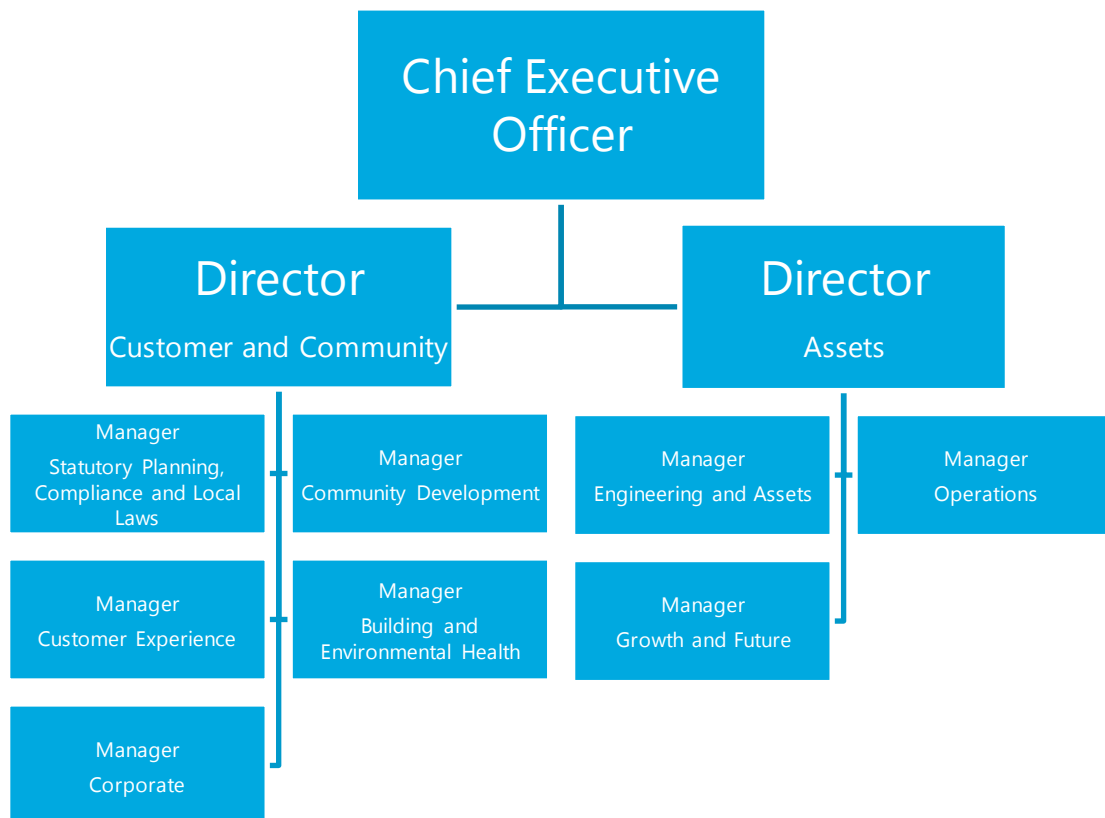 Chief Executive
Officer
Director
Customer and Community
Director
Assets
Manager
Statutory Planning,
Compliance and Local
Laws
Manager
Community Development
Manager
Engineering and Assets
Manager
Operations
Manager
Customer Experience
Manager
Building and
Environmental Health
Manager
Growth and Future
Manager
Corporate